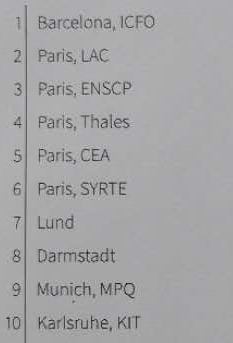 1 Barcelona, ICFO
2 Paris, LAC
3 Paris, ENSCP
4 Paris, Thales
5 Paris, CEA
6 Paris, SYRTE
7 Lund
8 Darmstadt
9 Munich, MPQ
10 Karlsruhe, KIT